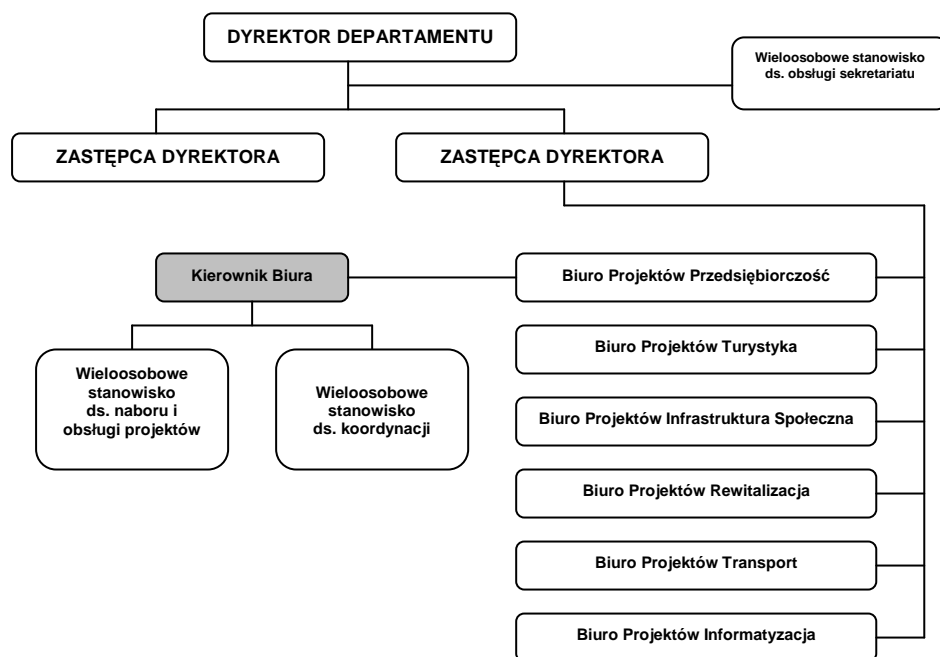 DYREKTOR DEPARTAMENTU
Wieloosobowe stanowisko
ds. obsługi sekretariatu
ZASTĘPCA DYREKTORA
ZASTĘPCA DYREKTORA
Kierownik Biura
Biuro Projektów Przedsiębiorczość
Biuro Projektów Turystyka
Wieloosobowe
stanowisko
ds. naboru i
obsługi projektów
Wieloosobowe
stanowisko
ds. koordynacji
Biuro Projektów Infrastruktura Społeczna
Biuro Projektów Rewitalizacja
Biuro Projektów Transport
Biuro Projektów Informatyzacja